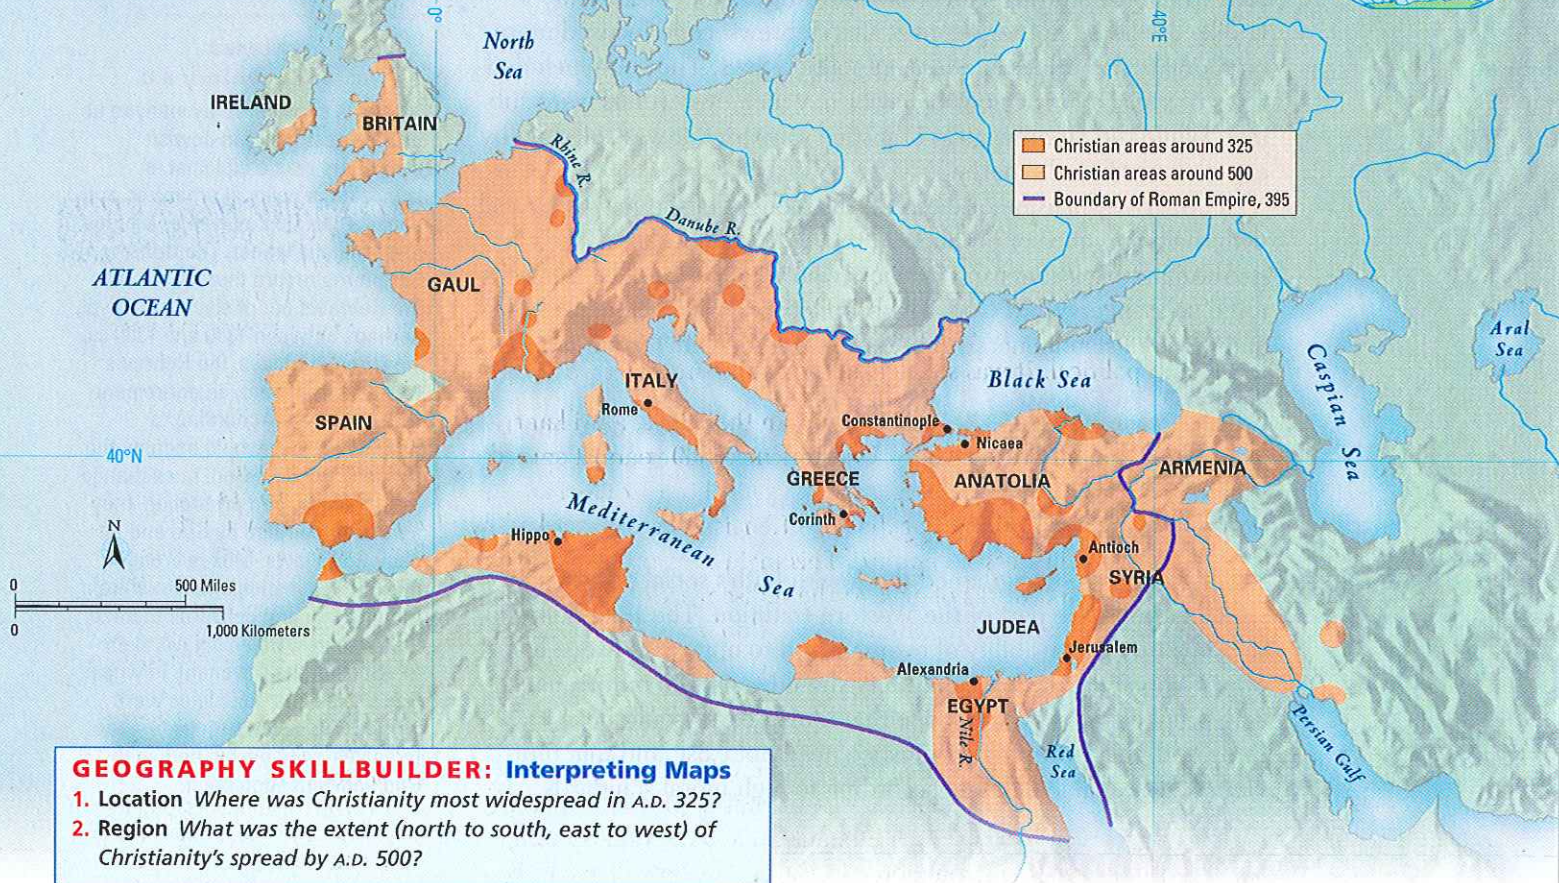 0°
40°E
North
Sea
IRELAND
BRITAIN
Rhine R.
Christian areas around 325
Christian areas around 500
Boundary of Roman Empire, 395
Danube R.
ATLANTIC
OCEAN
GAUL
Aral
Sea
Caspian Sea
Black Sea
ITALY
Rome
SPAIN
Constantinople
Nicaea
40°N
GREECE
ANATOLIA
ARMENIA
Corinth
Mediterranean
Sea
Hippo
Antioch
SYRIA
N
0 500 Miles
0 1,000 Kilometers
JUDEA
Jerusalem
Alexandria
EGYPT
Nile R.
Red
Sea
Persian Gulf
GEOGRAPHY SKILLBUILDER: Interpreting Maps
1. Location Where was Christianity most widespread in A.D. 325?
2. Region What was the extent (north to south, east to west) of
Christianity's spread by A.D. 500?